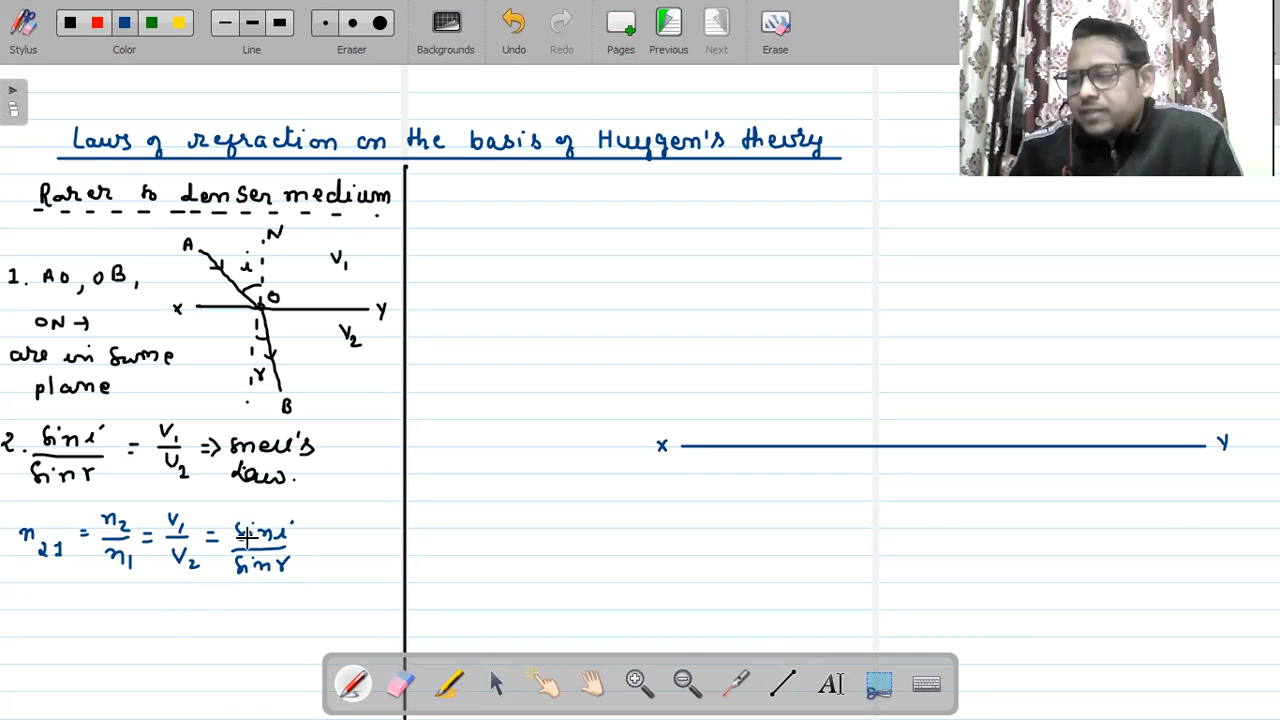 Stylus
Color
Line
Eraser
Backgrounds
Undo
Redo
Pages
Previous
Next
Erase
Laws of refraction on the basis of Huygen's theory
Rarer to denser medium
A
N
i
V1
1. AO, OB,
O
X
Y
ON →
V2
are in same
plane
r
B
2. sin i / sin r = V1 / V2 => snell's
Law.
n21 = n2 / n1 = V1 / V2 = sin i / sin r
X
Y
AI